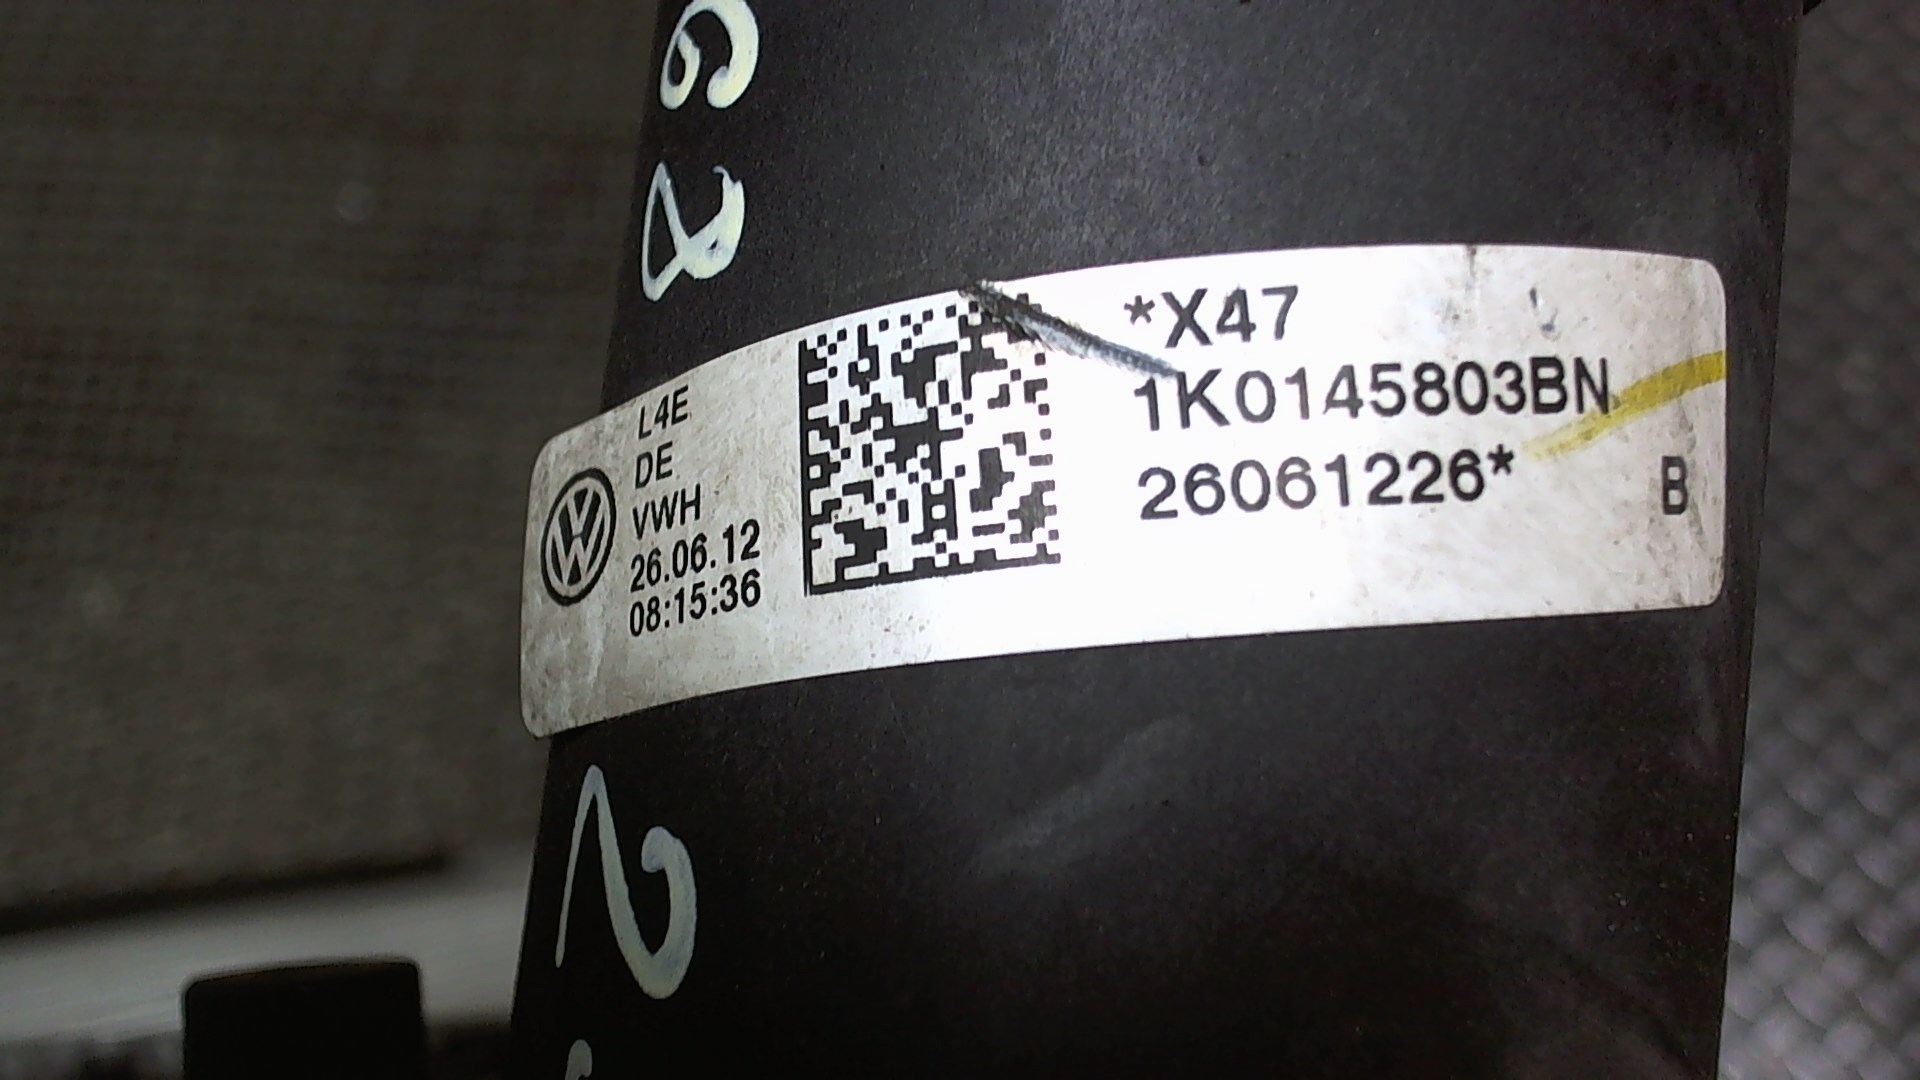 L4E
DE
VWH
26.06.12
08:15:36
*X47
1K0145803BN
26061226*
B